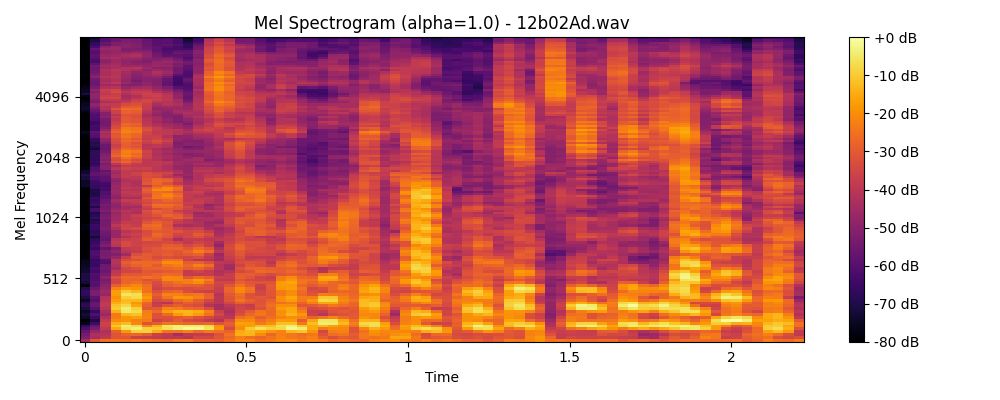 Mel Spectrogram (alpha=1.0) - 12b02Ad.wav
Mel Frequency
4096
2048
1024
512
0
0
0.5
1
1.5
2
Time
+0 dB
-10 dB
-20 dB
-30 dB
-40 dB
-50 dB
-60 dB
-70 dB
-80 dB